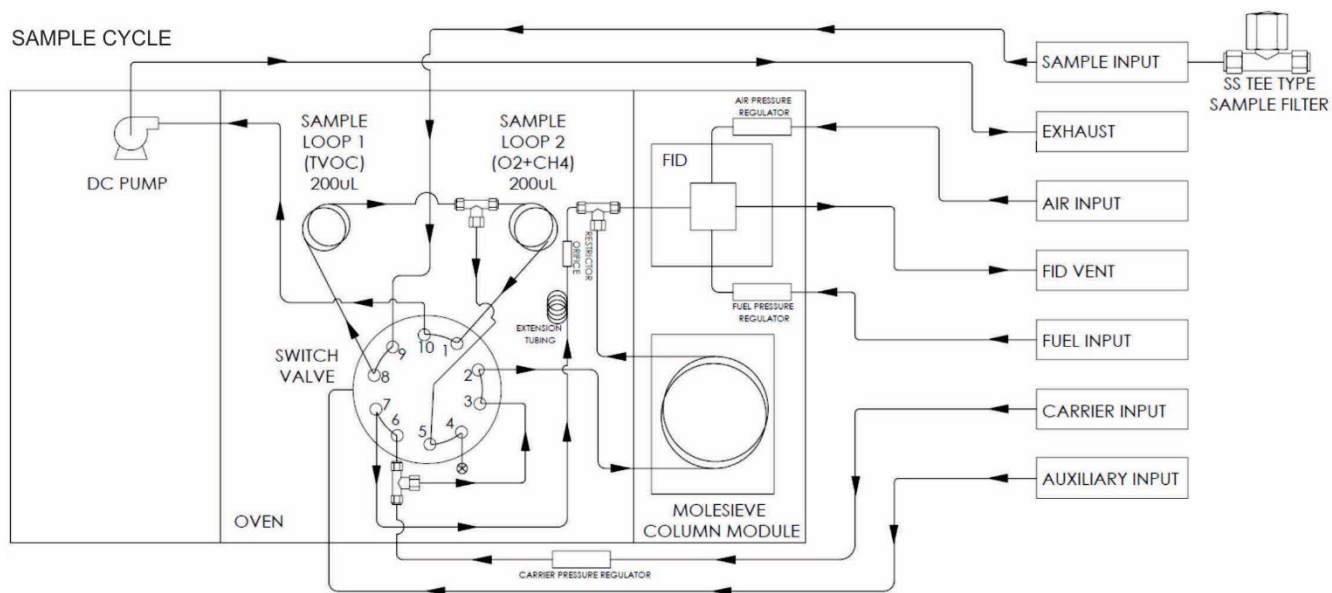 SAMPLE CYCLE
SAMPLE INPUT
SS TEE TYPE
SAMPLE FILTER
EXHAUST
AIR INPUT
FID VENT
FUEL INPUT
CARRIER INPUT
AUXILIARY INPUT
DC PUMP
SAMPLE
LOOP 1
(TVOC)
200uL
SAMPLE
LOOP 2
(O2+CH4)
200uL
AIR PRESSURE
REGULATOR
FID
FUEL PRESSURE
REGULATOR
ORIFICE
RESTRICTOR
EXTENSION
TUBING
SWITCH
VALVE
10
1
9
8
2
3
7
6
5
4
OVEN
MOLESIEVE
COLUMN MODULE
CARRIER PRESSURE REGULATOR